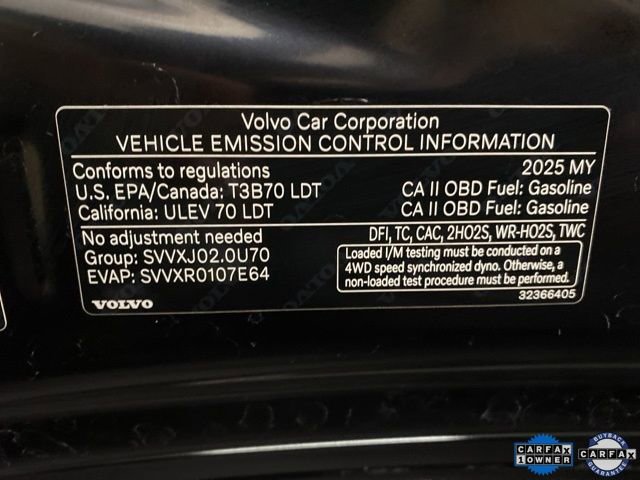 Volvo Car Corporation
VEHICLE EMISSION CONTROL INFORMATION
Conforms to regulations 2025 MY
U.S. EPA/Canada: T3B70 LDT CA II OBD Fuel: Gasoline
California: ULEV 70 LDT CA II OBD Fuel: Gasoline
No adjustment needed DFI, TC, CAC, 2HO2S, WR-HO2S, TWC
Group: SVVXJ02.0U70
EVAP: SVVXR0107E64
Loaded I/M testing must be conducted on a
4WD speed synchronized dyno. Otherwise, a
non-loaded test procedure must be performed.
VOLVO 32366405
CARFAX
1 OWNER
BUYBACK
CARFAX
GUARANTEE